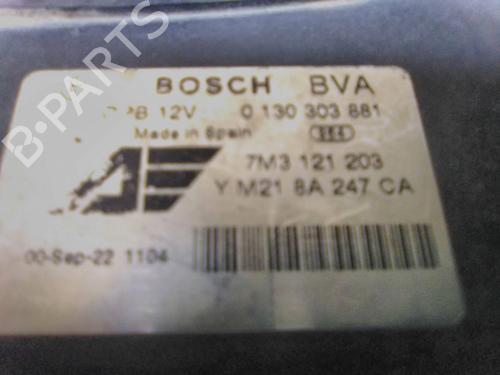 B-PARTS
BOSCH BVA
12V 0 130 303 881
Made in Spain
7M3 121 203
Y M21 8A 247 CA
00-Sep-22 1104